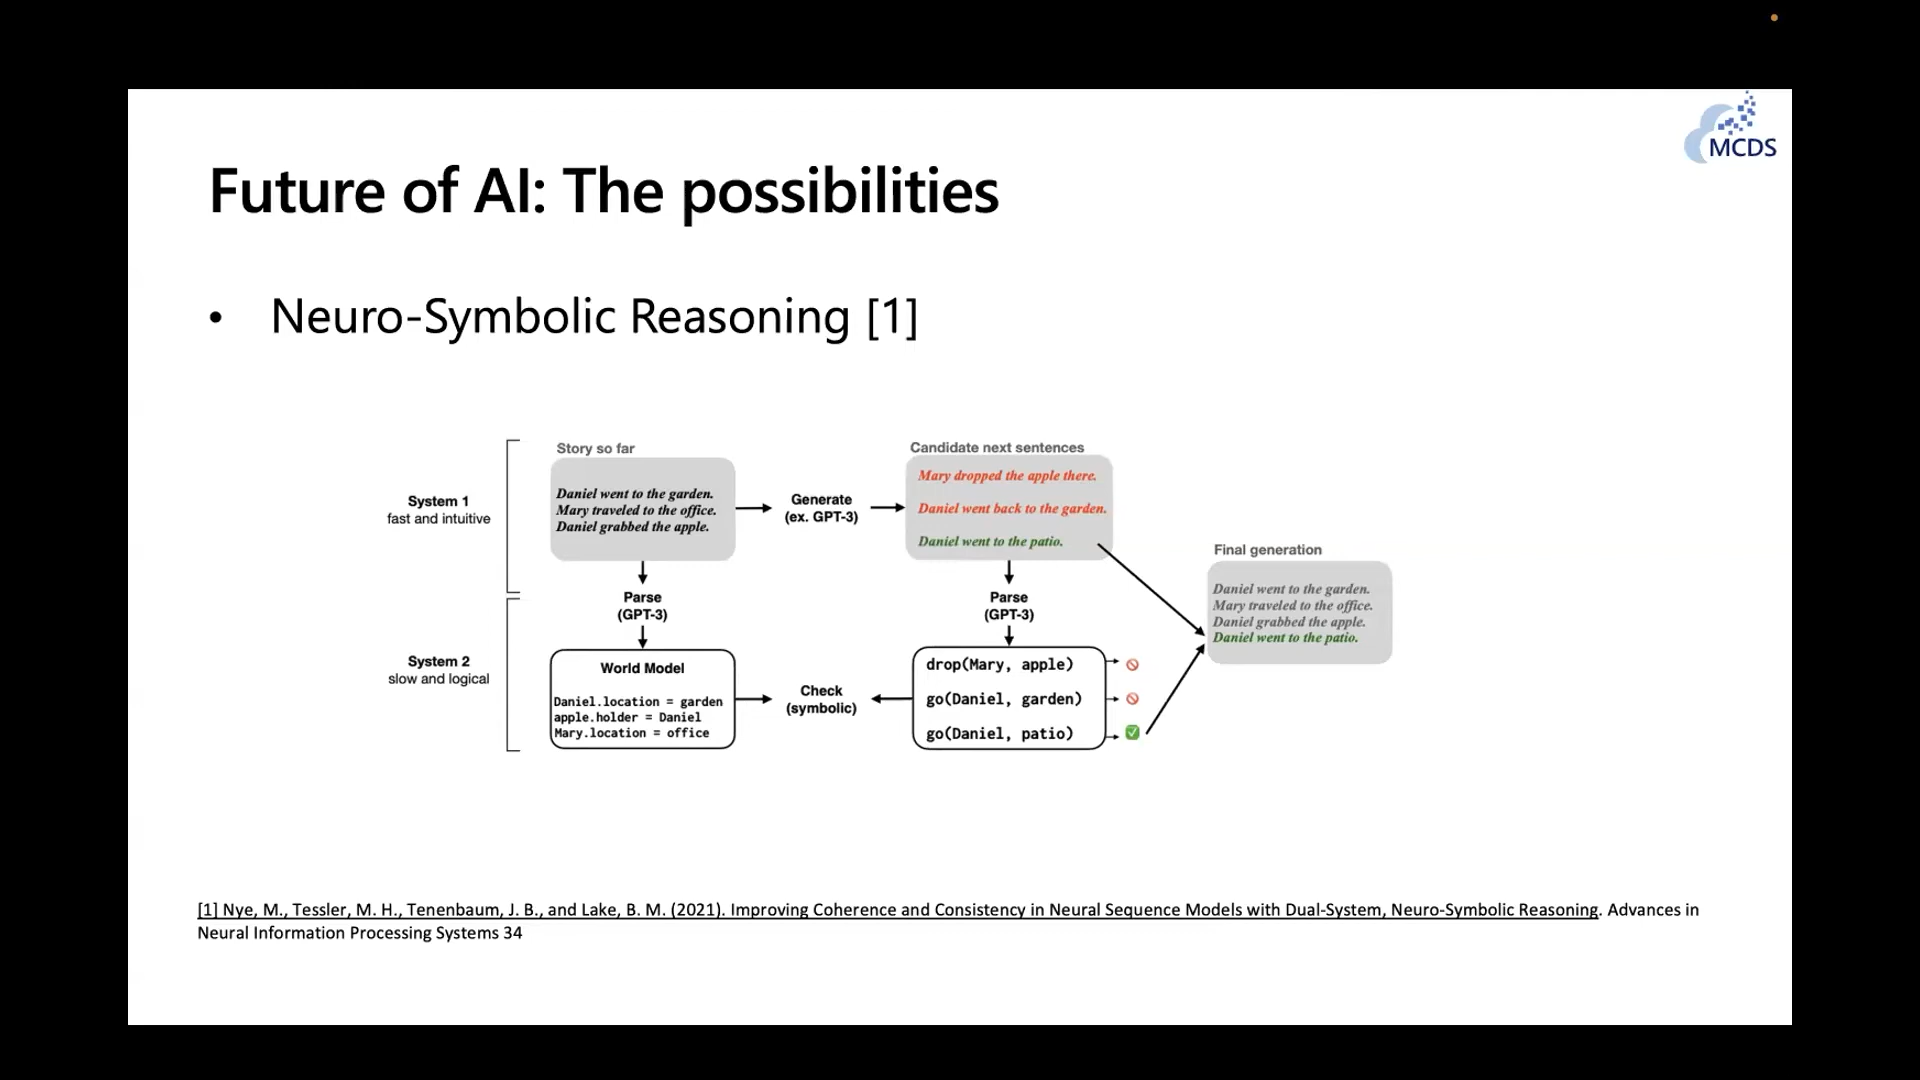 MCDS
Future of AI: The possibilities
• Neuro-Symbolic Reasoning [1]
Story so far
Daniel went to the garden.
Mary traveled to the office.
Daniel grabbed the apple.
Generate
(ex. GPT-3)
Candidate next sentences
Mary dropped the apple there.
Daniel went back to the garden.
Daniel went to the patio.
System 1
fast and intuitive
Parse
(GPT-3)
Parse
(GPT-3)
System 2
slow and logical
World Model
Daniel.location = garden
apple.holder = Daniel
Mary.location = office
Check
(symbolic)
drop(Mary, apple)
go(Daniel, garden)
go(Daniel, patio)
Final generation
Daniel went to the garden.
Mary traveled to the office.
Daniel grabbed the apple.
Daniel went to the patio.
[1] Nye, M., Tessler, M. H., Tenenbaum, J. B., and Lake, B. M. (2021). Improving Coherence and Consistency in Neural Sequence Models with Dual-System, Neuro-Symbolic Reasoning. Advances in
Neural Information Processing Systems 34